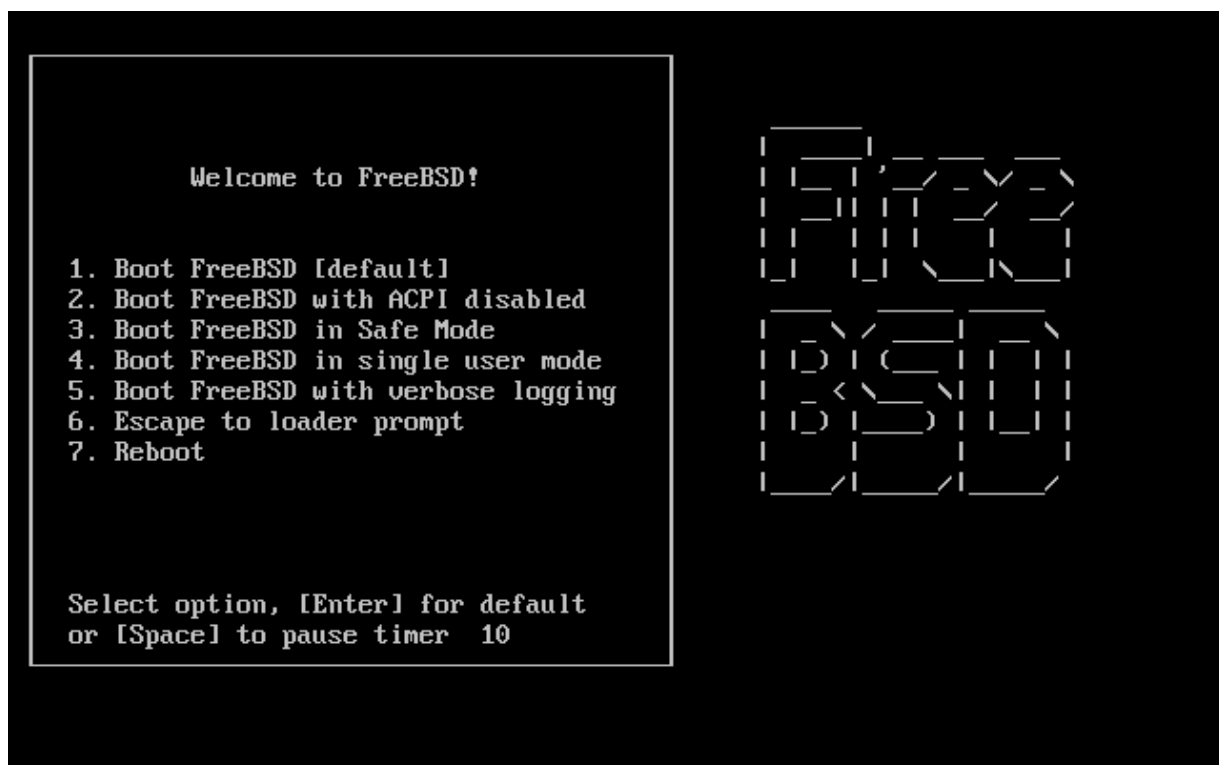 Welcome to FreeBSD!
1. Boot FreeBSD [default]
2. Boot FreeBSD with ACPI disabled
3. Boot FreeBSD in Safe Mode
4. Boot FreeBSD in single user mode
5. Boot FreeBSD with verbose logging
6. Escape to loader prompt
7. Reboot
Select option, [Enter] for default
or [Space] to pause timer  10
Free
BSD